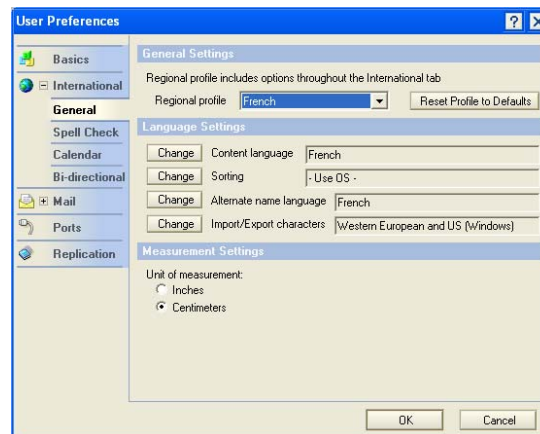 User Preferences
Basics
International
General
Spell Check
Calendar
Bi-directional
Mail
Ports
Replication
General Settings
Regional profile includes options throughout the International tab
Regional profile French Reset Profile to Defaults
Language Settings
Change Content language French
Change Sorting - Use OS -
Change Alternate name language French
Change Import/Export characters Western European and US (Windows)
Measurement Settings
Unit of measurement:
Inches
Centimeters
OK Cancel